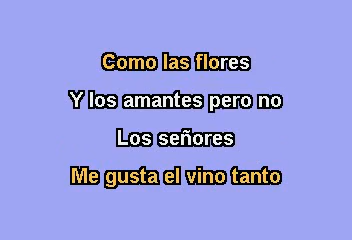 Como las flores
Y los amantes pero no
Los señores
Me gusta el vino tanto